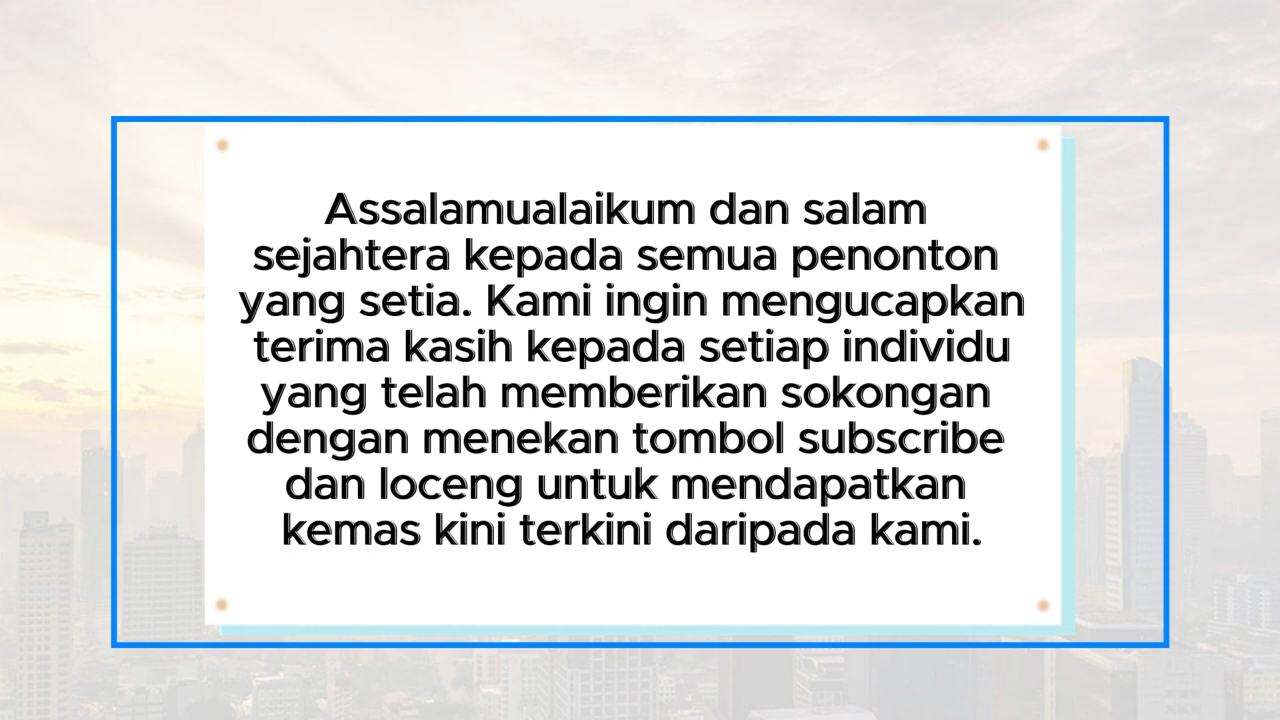 Assalamualaikum dan salam
sejahtera kepada semua penonton
yang setia. Kami ingin mengucapkan
terima kasih kepada setiap individu
yang telah memberikan sokongan
dengan menekan tombol subscribe
dan loceng untuk mendapatkan
kemas kini terkini daripada kami.